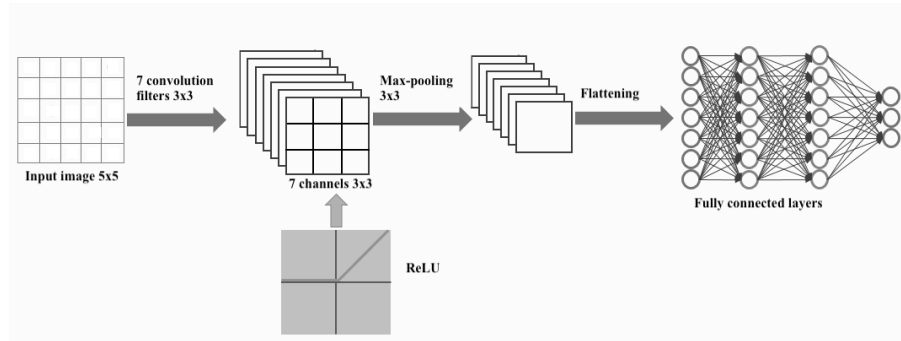 7 convolution
filters 3x3
Max-pooling
3x3
Flattening
Input image 5x5
7 channels 3x3
Fully connected layers
ReLU